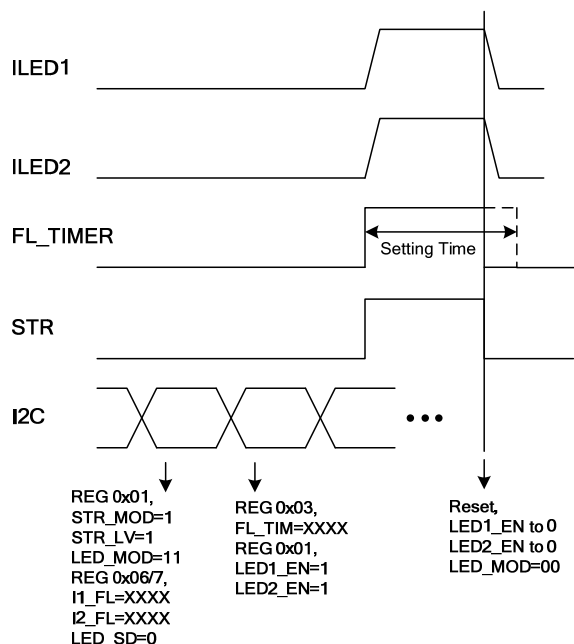 ILED1
ILED2
FL_TIMER
Setting Time
STR
I2C
REG 0x01,
STR_MOD=1
STR_LV=1
LED_MOD=11
REG 0x06/7,
I1_FL=XXXX
I2_FL=XXXX
LED_SD=0
REG 0x03,
FL_TIM=XXXX
REG 0x01,
LED1_EN=1
LED2_EN=1
Reset,
LED1_EN to 0
LED2_EN to 0
LED_MOD=00